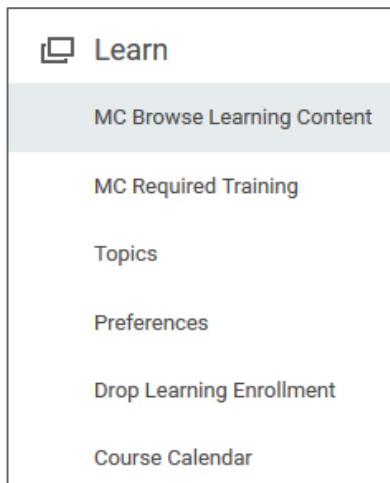 Learn
MC Browse Learning Content
MC Required Training
Topics
Preferences
Drop Learning Enrollment
Course Calendar